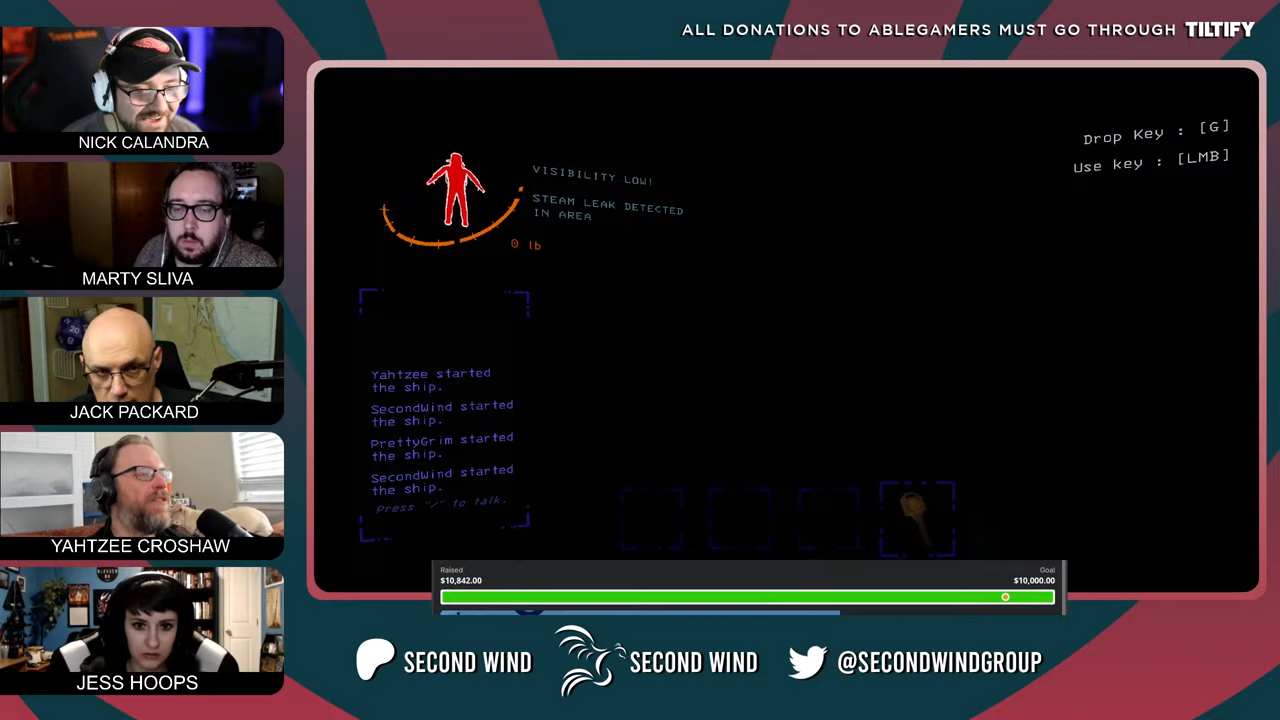 ALL DONATIONS TO ABLEGAMERS MUST GO THROUGH TILTIFY
NICK CALANDRA
MARTY SLIVA
JACK PACKARD
YAHTZEE CROSHAW
JESS HOOPS
VISIBILITY LOW!
STEAM LEAK DETECTED
IN AREA
0 lb
Drop Key : [G]
Use key : [LMB]
Yahtzee started
the ship.
SecondWind started
the ship.
PrettyGrim started
the ship.
SecondWind started
the ship.
Press "/" to talk.
Raised
Goal
$10,842.00
$10,000.00
SECOND WIND
SECOND WIND
@SECONDWINDGROUP